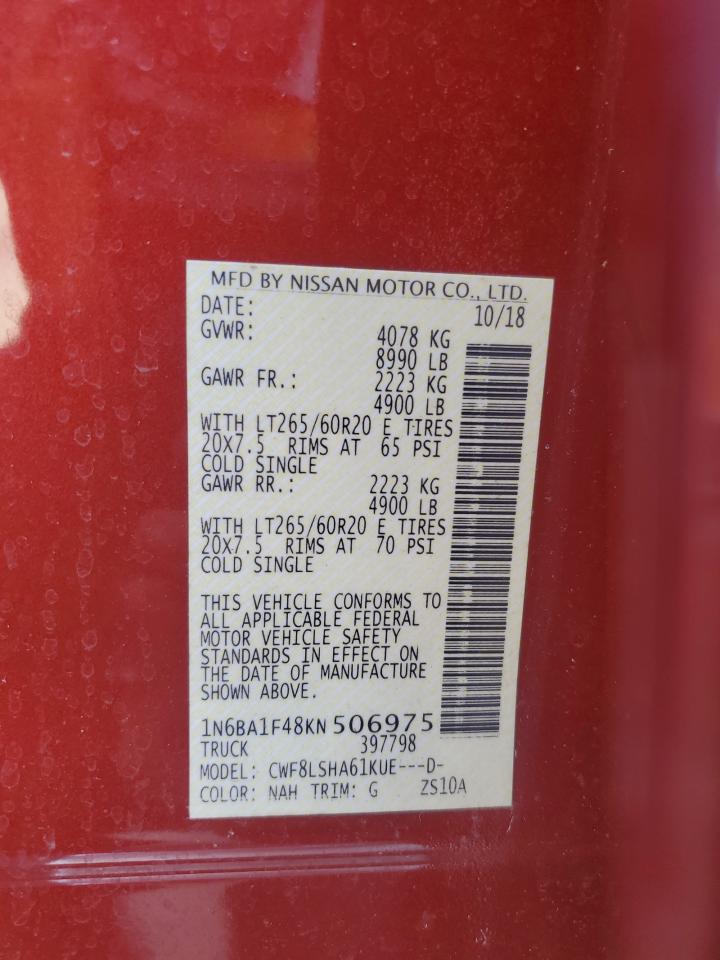 MFD BY NISSAN MOTOR CO., LTD.
DATE: 10/18
GVWR: 4078 KG
8990 LB
GAWR FR.: 2223 KG
4900 LB
WITH LT265/60R20 E TIRES
20X7.5 RIMS AT 65 PSI
COLD SINGLE
GAWR RR.: 2223 KG
4900 LB
WITH LT265/60R20 E TIRES
20X7.5 RIMS AT 70 PSI
COLD SINGLE
THIS VEHICLE CONFORMS TO
ALL APPLICABLE FEDERAL
MOTOR VEHICLE SAFETY
STANDARDS IN EFFECT ON
THE DATE OF MANUFACTURE
SHOWN ABOVE.
1N6BA1F48KN 506975
TRUCK 397798
MODEL: CWF8LSHA61KUE---D-
COLOR: NAH TRIM: G ZS10A